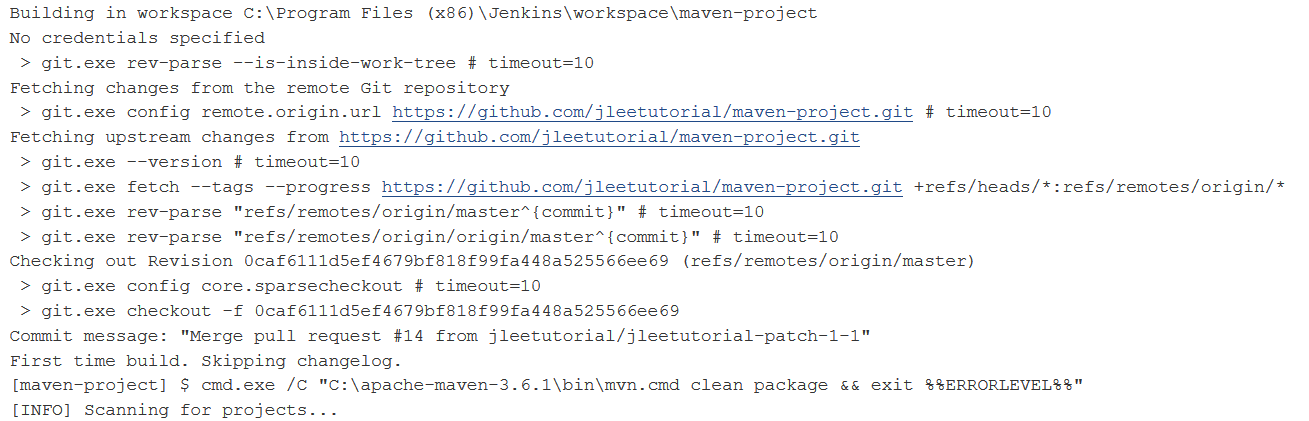 Building in workspace C:\Program Files (x86)\Jenkins\workspace\maven-project
No credentials specified
 > git.exe rev-parse --is-inside-work-tree # timeout=10
Fetching changes from the remote Git repository
 > git.exe config remote.origin.url https://github.com/jleetutorial/maven-project.git # timeout=10
Fetching upstream changes from https://github.com/jleetutorial/maven-project.git
 > git.exe --version # timeout=10
 > git.exe fetch --tags --progress https://github.com/jleetutorial/maven-project.git +refs/heads/*:refs/remotes/origin/*
 > git.exe rev-parse "refs/remotes/origin/master^{commit}" # timeout=10
 > git.exe rev-parse "refs/remotes/origin/origin/master^{commit}" # timeout=10
Checking out Revision 0caf6111d5ef4679bf818f99fa448a525566ee69 (refs/remotes/origin/master)
 > git.exe config core.sparsecheckout # timeout=10
 > git.exe checkout -f 0caf6111d5ef4679bf818f99fa448a525566ee69
Commit message: "Merge pull request #14 from jleetutorial/jleetutorial-patch-1-1"
First time build. Skipping changelog.
[maven-project] $ cmd.exe /C "C:\apache-maven-3.6.1\bin\mvn.cmd clean package && exit %%ERRORLEVEL%%"
[INFO] Scanning for projects...